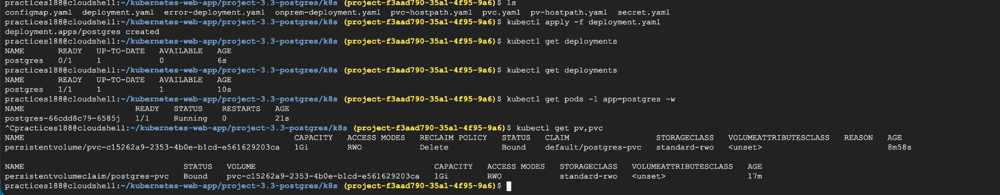 practices188@cloudshell:~/kubernetes-web-app/project-3.3-postgres/k8s (project-f3aad790-35a1-4f95-9a6)$ ls
configmap.yaml  deployment.yaml  error-deployment.yaml  onprem-deployment.yaml  pvc-hostpath.yaml  pvc.yaml  pv-hostpath.yaml  secret.yaml
practices188@cloudshell:~/kubernetes-web-app/project-3.3-postgres/k8s (project-f3aad790-35a1-4f95-9a6)$ kubectl apply -f deployment.yaml
deployment.apps/postgres created
practices188@cloudshell:~/kubernetes-web-app/project-3.3-postgres/k8s (project-f3aad790-35a1-4f95-9a6)$ kubectl get deployments
NAME       READY   UP-TO-DATE   AVAILABLE   AGE
postgres   0/1     1            0           6s
practices188@cloudshell:~/kubernetes-web-app/project-3.3-postgres/k8s (project-f3aad790-35a1-4f95-9a6)$ kubectl get deployments
NAME       READY   UP-TO-DATE   AVAILABLE   AGE
postgres   1/1     1            1           10s
practices188@cloudshell:~/kubernetes-web-app/project-3.3-postgres/k8s (project-f3aad790-35a1-4f95-9a6)$ kubectl get pods -l app=postgres -w
NAME                       READY   STATUS    RESTARTS   AGE
postgres-66cdd8c79-6585j   1/1     Running   0          21s
^Cpractices188@cloudshell:~/kubernetes-web-app/project-3.3-postgres/k8s (project-f3aad790-35a1-4f95-9a6)$ kubectl get pv,pvc
NAME                                                        CAPACITY   ACCESS MODES   RECLAIM POLICY   STATUS   CLAIM                  STORAGECLASS   VOLUMEATTRIBUTESCLASS   REASON   AGE
persistentvolume/pvc-c15262a9-2353-4b0e-b1cd-e561629203ca   1Gi        RWO            Delete           Bound    default/postgres-pvc   standard-rwo   <unset>                          8m58s
NAME                                 STATUS   VOLUME                                     CAPACITY   ACCESS MODES   STORAGECLASS   VOLUMEATTRIBUTESCLASS   AGE
persistentvolumeclaim/postgres-pvc   Bound    pvc-c15262a9-2353-4b0e-b1cd-e561629203ca   1Gi        RWO            standard-rwo   <unset>                 17m
practices188@cloudshell:~/kubernetes-web-app/project-3.3-postgres/k8s (project-f3aad790-35a1-4f95-9a6)$